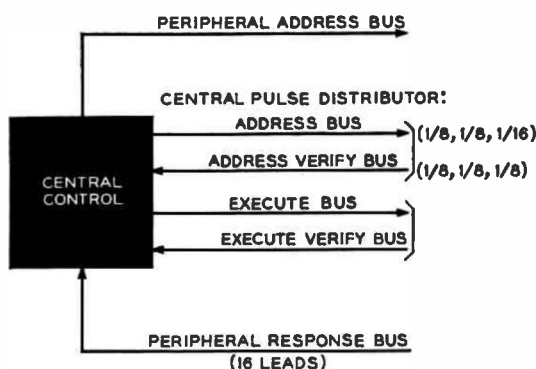 PERIPHERAL ADDRESS BUS
CENTRAL PULSE DISTRIBUTOR:
ADDRESS BUS
(1/8, 1/8, 1/16)
ADDRESS VERIFY BUS
(1/8, 1/8, 1/8)
CENTRAL
CONTROL
EXECUTE BUS
EXECUTE VERIFY BUS
PERIPHERAL RESPONSE BUS
(16 LEADS)